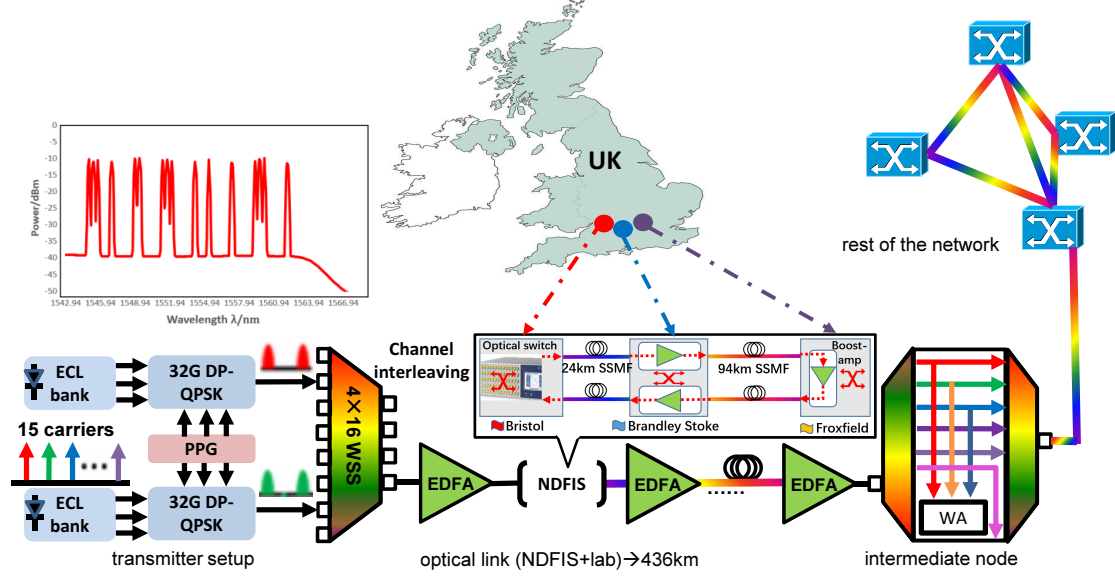 UK
rest of the network
0
-5
-10
-15
-20
-25
-30
-35
-40
-45
-50
Power/dBm
1542.94 1545.94 1548.94 1551.94 1554.94 1557.94 1560.94 1563.94 1566.94
Wavelength λ/nm
Channel
interleaving
Optical switch
24km SSMF
94km SSMF
Boost-
amp
Bristol
Brandley Stoke
Froxfield
ECL
bank
32G DP-
QPSK
15 carriers
PPG
ECL
bank
32G DP-
QPSK
4×16 WSS
EDFA
NDFIS
EDFA
......
EDFA
WA
transmitter setup
optical link (NDFIS+lab)→436km
intermediate node